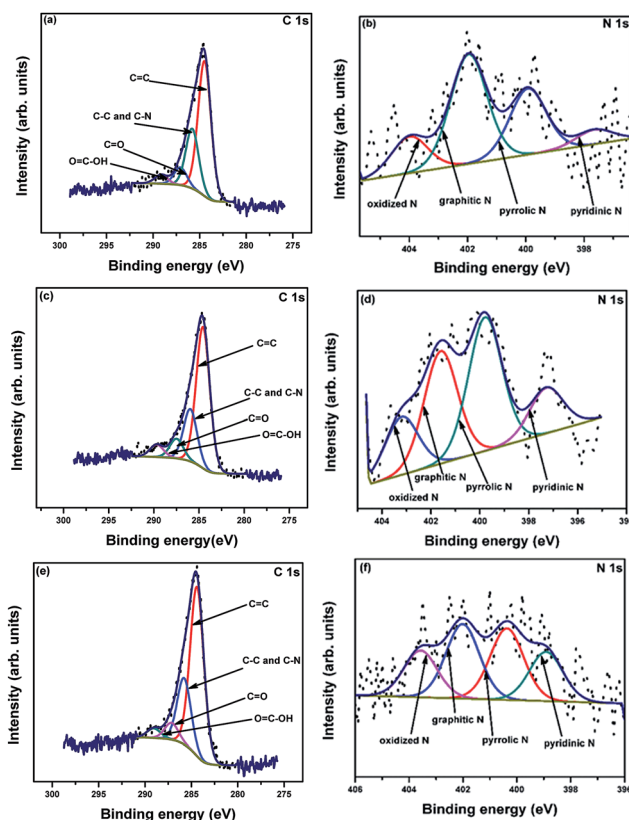 (a)
C 1s
C=C
C-C and C-N
C=O
O=C-OH
Intensity (arb. units)
300 295 290 285 280 275
Binding energy (eV)
(b)
N 1s
oxidized N
graphitic N
pyrrolic N
pyridinic N
Intensity (arb. units)
404 402 400 398 396
Binding energy (eV)
(c)
C 1s
C=C
C-C and C-N
C=O
O=C-OH
Intensity (arb. units)
300 295 290 285 280 275
Binding energy(eV)
(d)
N 1s
oxidized N
graphitic N
pyrrolic N
pyridinic N
Intensity (arb. units)
404 402 400 398 396
Binding energy (eV)
(e)
C 1s
C=C
C-C and C-N
C=O
O=C-OH
Intensity (arb. units)
300 295 290 285 280 275
Binding energy (eV)
(f)
N 1s
oxidized N
graphitic N
pyrrolic N
pyridinic N
Intensity (arb. units)
406 404 402 400 398 396
Binding energy (eV)